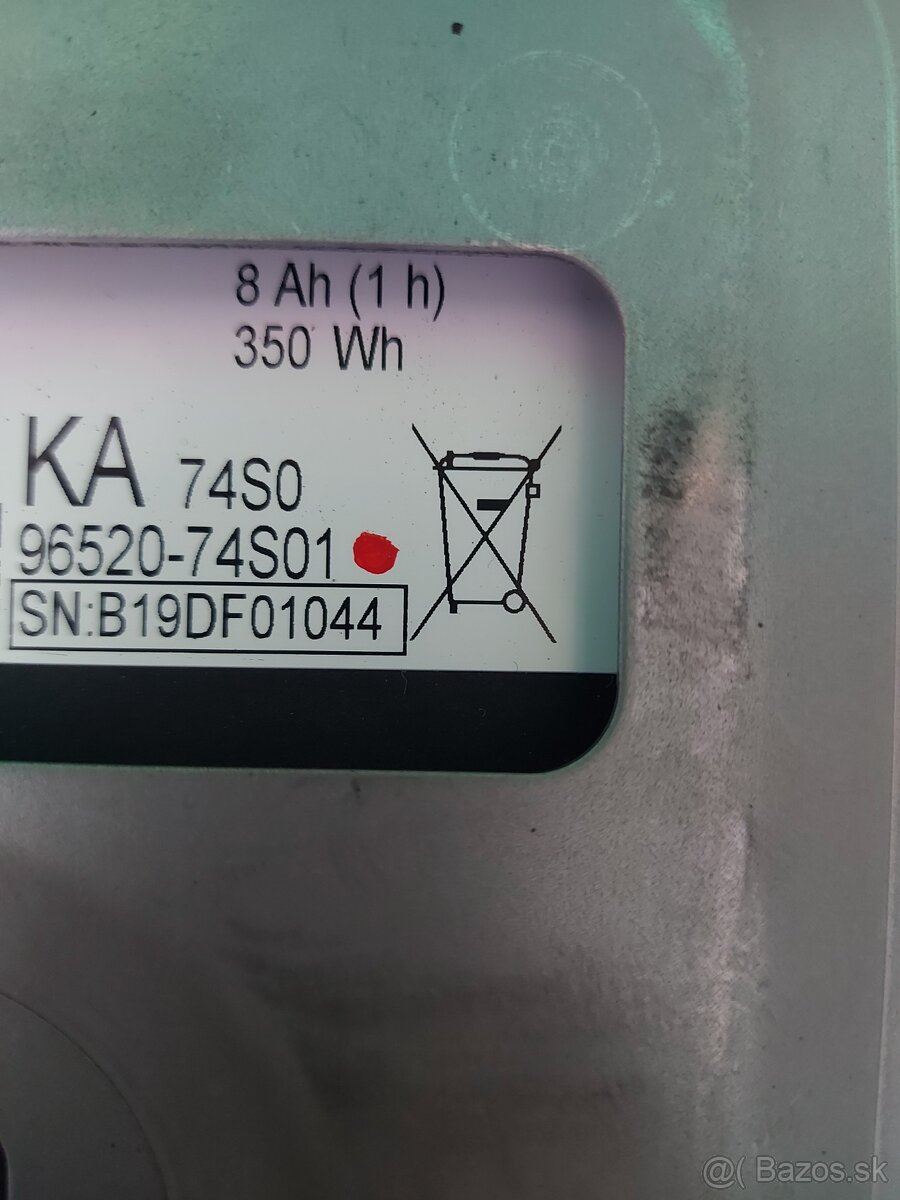 8 Ah (1 h)
350 Wh
KA 74S0
96520-74S01
SN:B19DF01044
@( Bazos.sk